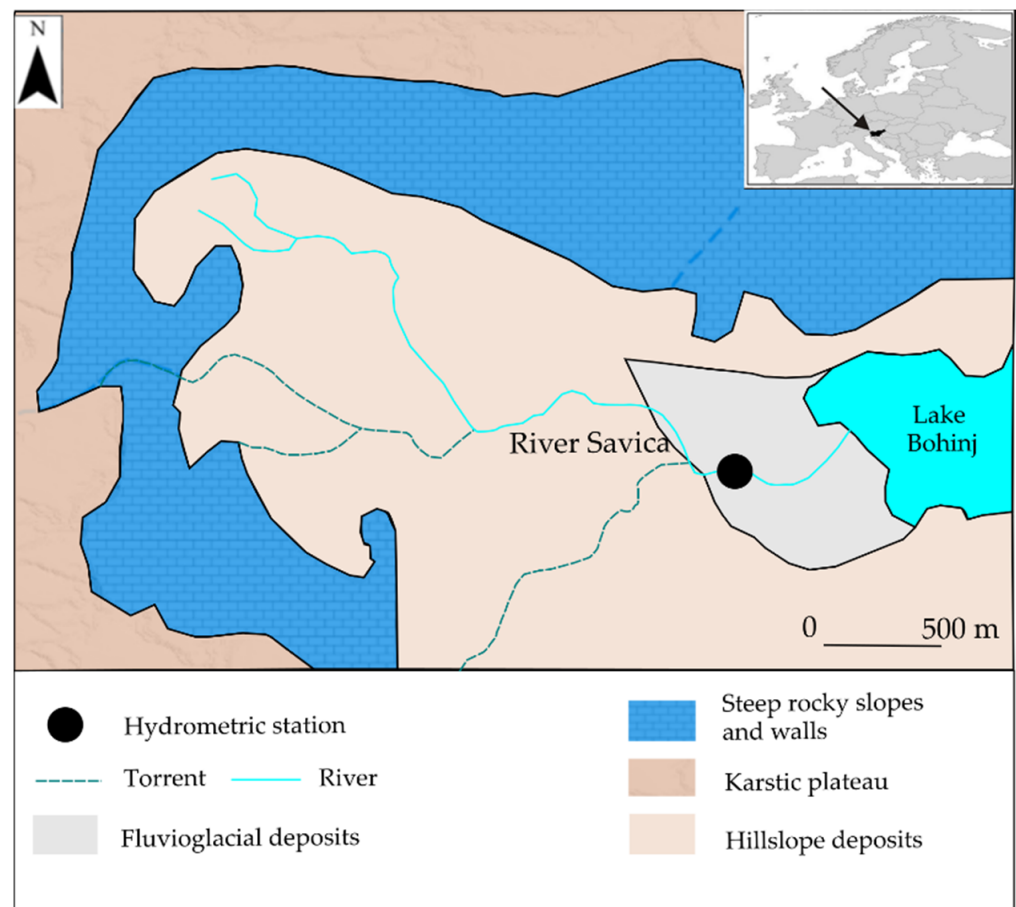 N
Lake
Bohinj
River Savica
0 500 m
Hydrometric station
Torrent
River
Fluvioglacial deposits
Steep rocky slopes
and walls
Karstic plateau
Hillslope deposits